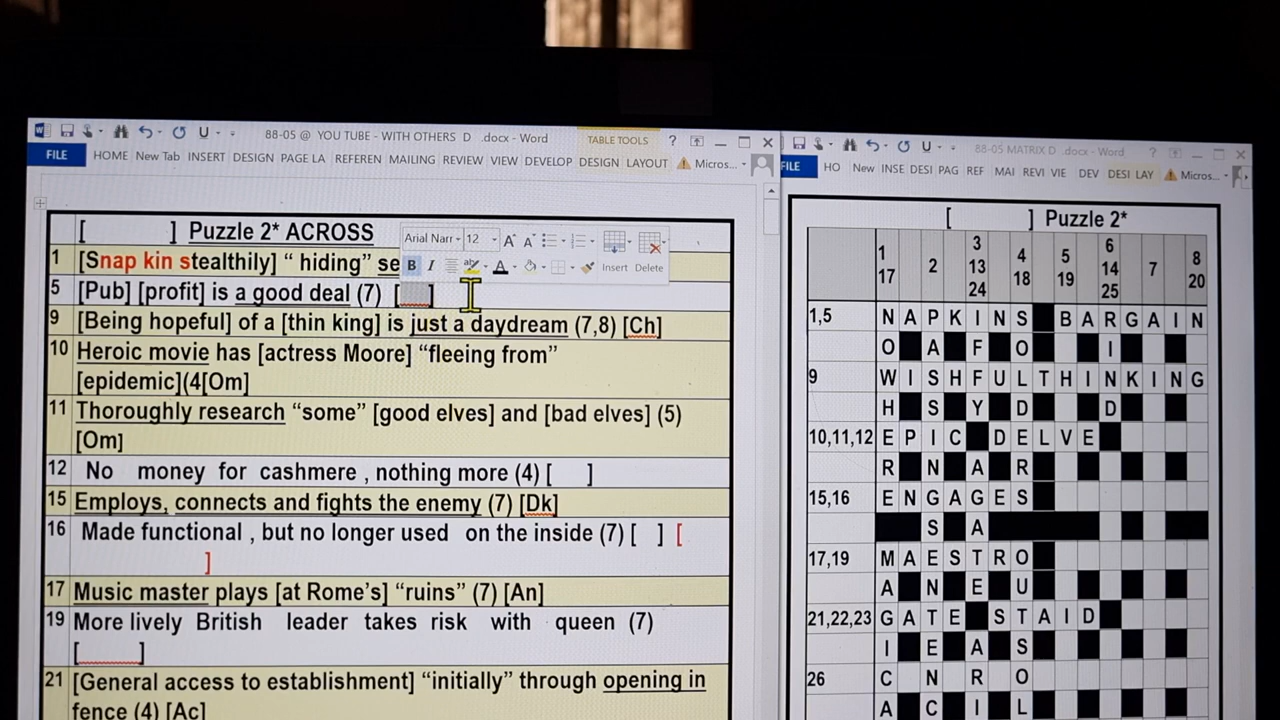 88-05 @ YOU TUBE - WITH OTHERS D .docx - Word
TABLE TOOLS
FILE HOME New Tab INSERT DESIGN PAGE LA REFEREN MAILING REVIEW VIEW DEVELOP DESIGN LAYOUT Micros...
[ ] Puzzle 2* ACROSS
Arial Narr 12
Insert Delete
1 [Snap kin stealthily] “ hiding” se
5 [Pub] [profit] is a good deal (7) [ ]
9 [Being hopeful] of a [thin king] is just a daydream (7,8) [Ch]
10 Heroic movie has [actress Moore] “fleeing from”
[epidemic](4[Om]
11 Thoroughly research “some” [good elves] and [bad elves] (5)
[Om]
12 No money for cashmere , nothing more (4) [ ]
15 Employs, connects and fights the enemy (7) [Dk]
16 Made functional , but no longer used on the inside (7) [ ] [
]
17 Music master plays [at Rome’s] “ruins” (7) [An]
19 More lively British leader takes risk with queen (7)
[ ]
21 [General access to establishment] “initially” through opening in
fence (4) [Ac]
88-05 MATRIX D .docx - Word
FILE HO New INSE DESI PAG REF MAI REVI VIE DEV DESI LAY Micros...
[ ] Puzzle 2*
1 17 2 3 13 24 4 18 5 19 6 14 25 7 8 20
1,5 N A P K I N S B A R G A I N
O A F O I
9 W I S H F U L T H I N K I N G
H S Y D D
10,11,12 E P I C D E L V E
R N A R
15,16 E N G A G E S
S A
17,19 M A E S T R O
A N E U
21,22,23 G A T E S T A I D
I E A S
26 C N R O
A C I L